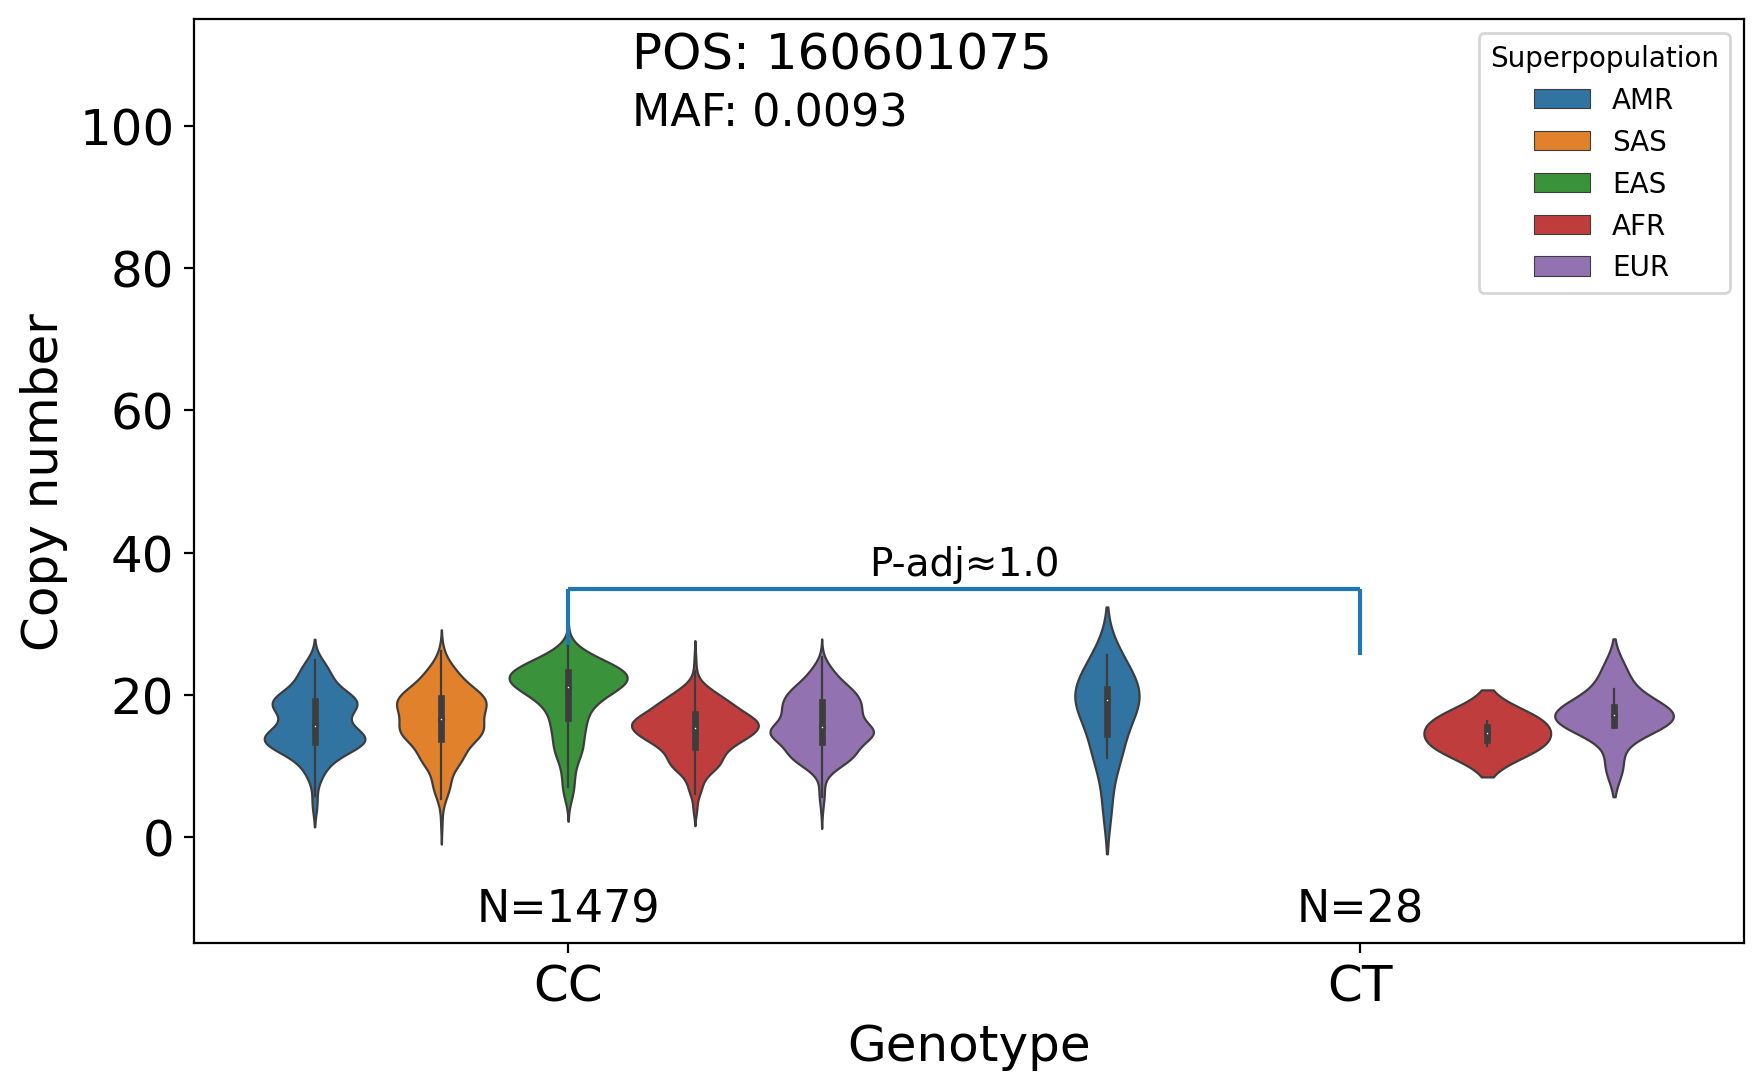 POS: 160601075
MAF: 0.0093
Superpopulation
AMR
SAS
EAS
AFR
EUR
Copy number
100
80
60
40
20
0
P-adj≈1.0
N=1479
N=28
CC
CT
Genotype